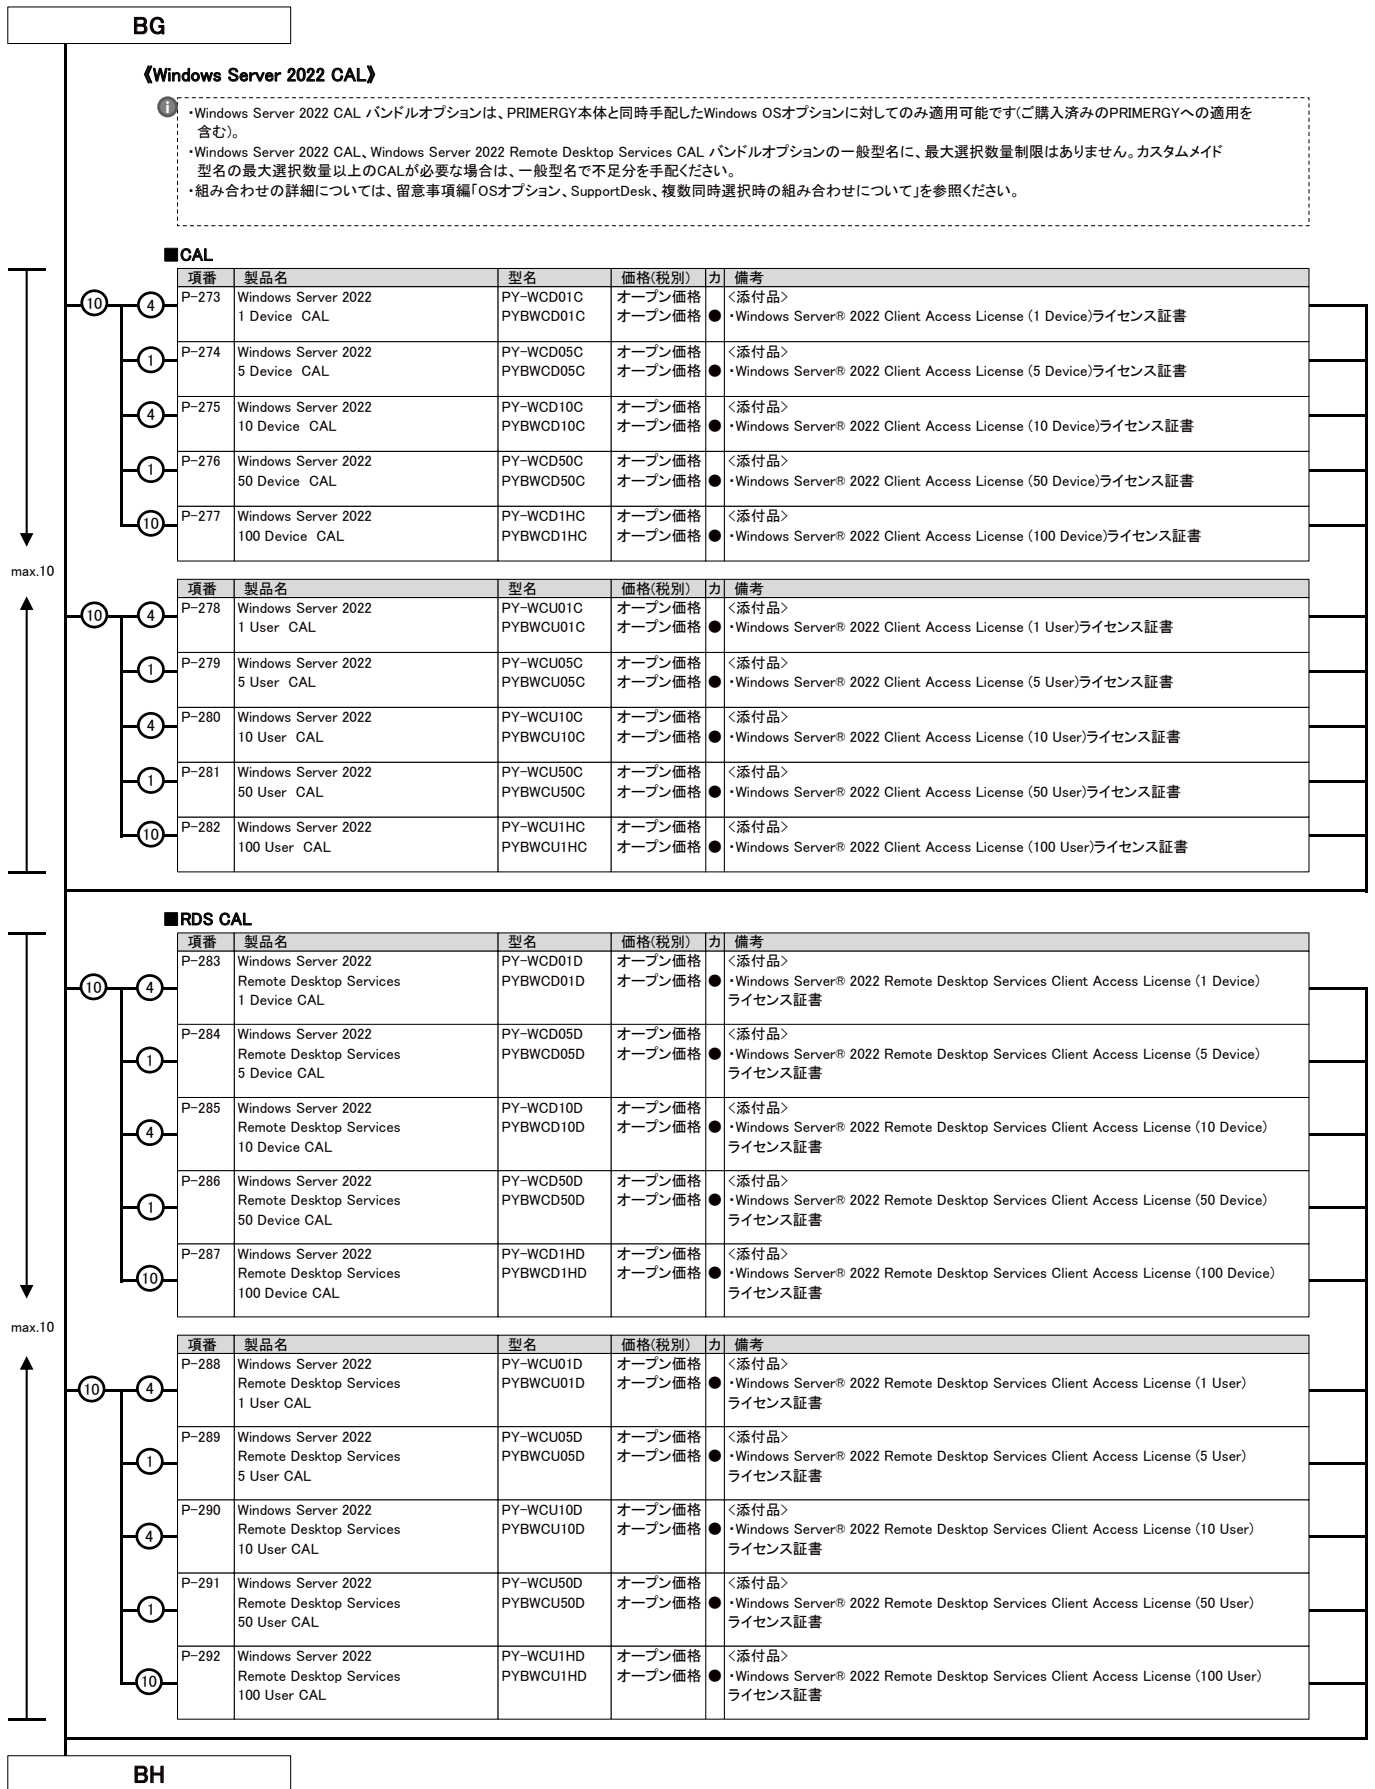 BG
《Windows Server 2022 CAL》
・Windows Server 2022 CAL バンドルオプションは、PRIMERGY本体と同時手配したWindows OSオプションに対してのみ適用可能です(ご購入済みのPRIMERGYへの適用を
含む)。
・Windows Server 2022 CAL、Windows Server 2022 Remote Desktop Services CAL バンドルオプションの一般型名に、最大選択数量制限はありません。カスタムメイド
型名の最大選択数量以上のCALが必要な場合は、一般型名で不足分を手配ください。
・組み合わせの詳細については、留意事項編「OSオプション、SupportDesk、複数同時選択時の組み合わせについて」を参照ください。
■CAL
項番 製品名 型名 価格(税別) カ 備考
P-273 Windows Server 2022 PY-WCD01C オープン価格 <添付品>
10 4 1 Device CAL PYBWCD01C オープン価格 ● ・Windows Server® 2022 Client Access License (1 Device)ライセンス証書
P-274 Windows Server 2022 PY-WCD05C オープン価格 <添付品>
1 5 Device CAL PYBWCD05C オープン価格 ● ・Windows Server® 2022 Client Access License (5 Device)ライセンス証書
P-275 Windows Server 2022 PY-WCD10C オープン価格 <添付品>
4 10 Device CAL PYBWCD10C オープン価格 ● ・Windows Server® 2022 Client Access License (10 Device)ライセンス証書
P-276 Windows Server 2022 PY-WCD50C オープン価格 <添付品>
1 50 Device CAL PYBWCD50C オープン価格 ● ・Windows Server® 2022 Client Access License (50 Device)ライセンス証書
P-277 Windows Server 2022 PY-WCD1HC オープン価格 <添付品>
10 100 Device CAL PYBWCD1HC オープン価格 ● ・Windows Server® 2022 Client Access License (100 Device)ライセンス証書
max.10
項番 製品名 型名 価格(税別) カ 備考
P-278 Windows Server 2022 PY-WCU01C オープン価格 <添付品>
10 4 1 User CAL PYBWCU01C オープン価格 ● ・Windows Server® 2022 Client Access License (1 User)ライセンス証書
P-279 Windows Server 2022 PY-WCU05C オープン価格 <添付品>
1 5 User CAL PYBWCU05C オープン価格 ● ・Windows Server® 2022 Client Access License (5 User)ライセンス証書
P-280 Windows Server 2022 PY-WCU10C オープン価格 <添付品>
4 10 User CAL PYBWCU10C オープン価格 ● ・Windows Server® 2022 Client Access License (10 User)ライセンス証書
P-281 Windows Server 2022 PY-WCU50C オープン価格 <添付品>
1 50 User CAL PYBWCU50C オープン価格 ● ・Windows Server® 2022 Client Access License (50 User)ライセンス証書
P-282 Windows Server 2022 PY-WCU1HC オープン価格 <添付品>
10 100 User CAL PYBWCU1HC オープン価格 ● ・Windows Server® 2022 Client Access License (100 User)ライセンス証書
■RDS CAL
項番 製品名 型名 価格(税別) カ 備考
P-283 Windows Server 2022 PY-WCD01D オープン価格 <添付品>
10 4 Remote Desktop Services PYBWCD01D オープン価格 ● ・Windows Server® 2022 Remote Desktop Services Client Access License (1 Device)
1 Device CAL ライセンス証書
P-284 Windows Server 2022 PY-WCD05D オープン価格 <添付品>
1 Remote Desktop Services PYBWCD05D オープン価格 ● ・Windows Server® 2022 Remote Desktop Services Client Access License (5 Device)
5 Device CAL ライセンス証書
P-285 Windows Server 2022 PY-WCD10D オープン価格 <添付品>
4 Remote Desktop Services PYBWCD10D オープン価格 ● ・Windows Server® 2022 Remote Desktop Services Client Access License (10 Device)
10 Device CAL ライセンス証書
P-286 Windows Server 2022 PY-WCD50D オープン価格 <添付品>
1 Remote Desktop Services PYBWCD50D オープン価格 ● ・Windows Server® 2022 Remote Desktop Services Client Access License (50 Device)
50 Device CAL ライセンス証書
P-287 Windows Server 2022 PY-WCD1HD オープン価格 <添付品>
10 Remote Desktop Services PYBWCD1HD オープン価格 ● ・Windows Server® 2022 Remote Desktop Services Client Access License (100 Device)
100 Device CAL ライセンス証書
max.10
項番 製品名 型名 価格(税別) カ 備考
P-288 Windows Server 2022 PY-WCU01D オープン価格 <添付品>
10 4 Remote Desktop Services PYBWCU01D オープン価格 ● ・Windows Server® 2022 Remote Desktop Services Client Access License (1 User)
1 User CAL ライセンス証書
P-289 Windows Server 2022 PY-WCU05D オープン価格 <添付品>
1 Remote Desktop Services PYBWCU05D オープン価格 ● ・Windows Server® 2022 Remote Desktop Services Client Access License (5 User)
5 User CAL ライセンス証書
P-290 Windows Server 2022 PY-WCU10D オープン価格 <添付品>
4 Remote Desktop Services PYBWCU10D オープン価格 ● ・Windows Server® 2022 Remote Desktop Services Client Access License (10 User)
10 User CAL ライセンス証書
P-291 Windows Server 2022 PY-WCU50D オープン価格 <添付品>
1 Remote Desktop Services PYBWCU50D オープン価格 ● ・Windows Server® 2022 Remote Desktop Services Client Access License (50 User)
50 User CAL ライセンス証書
P-292 Windows Server 2022 PY-WCU1HD オープン価格 <添付品>
10 Remote Desktop Services PYBWCU1HD オープン価格 ● ・Windows Server® 2022 Remote Desktop Services Client Access License (100 User)
100 User CAL ライセンス証書
BH